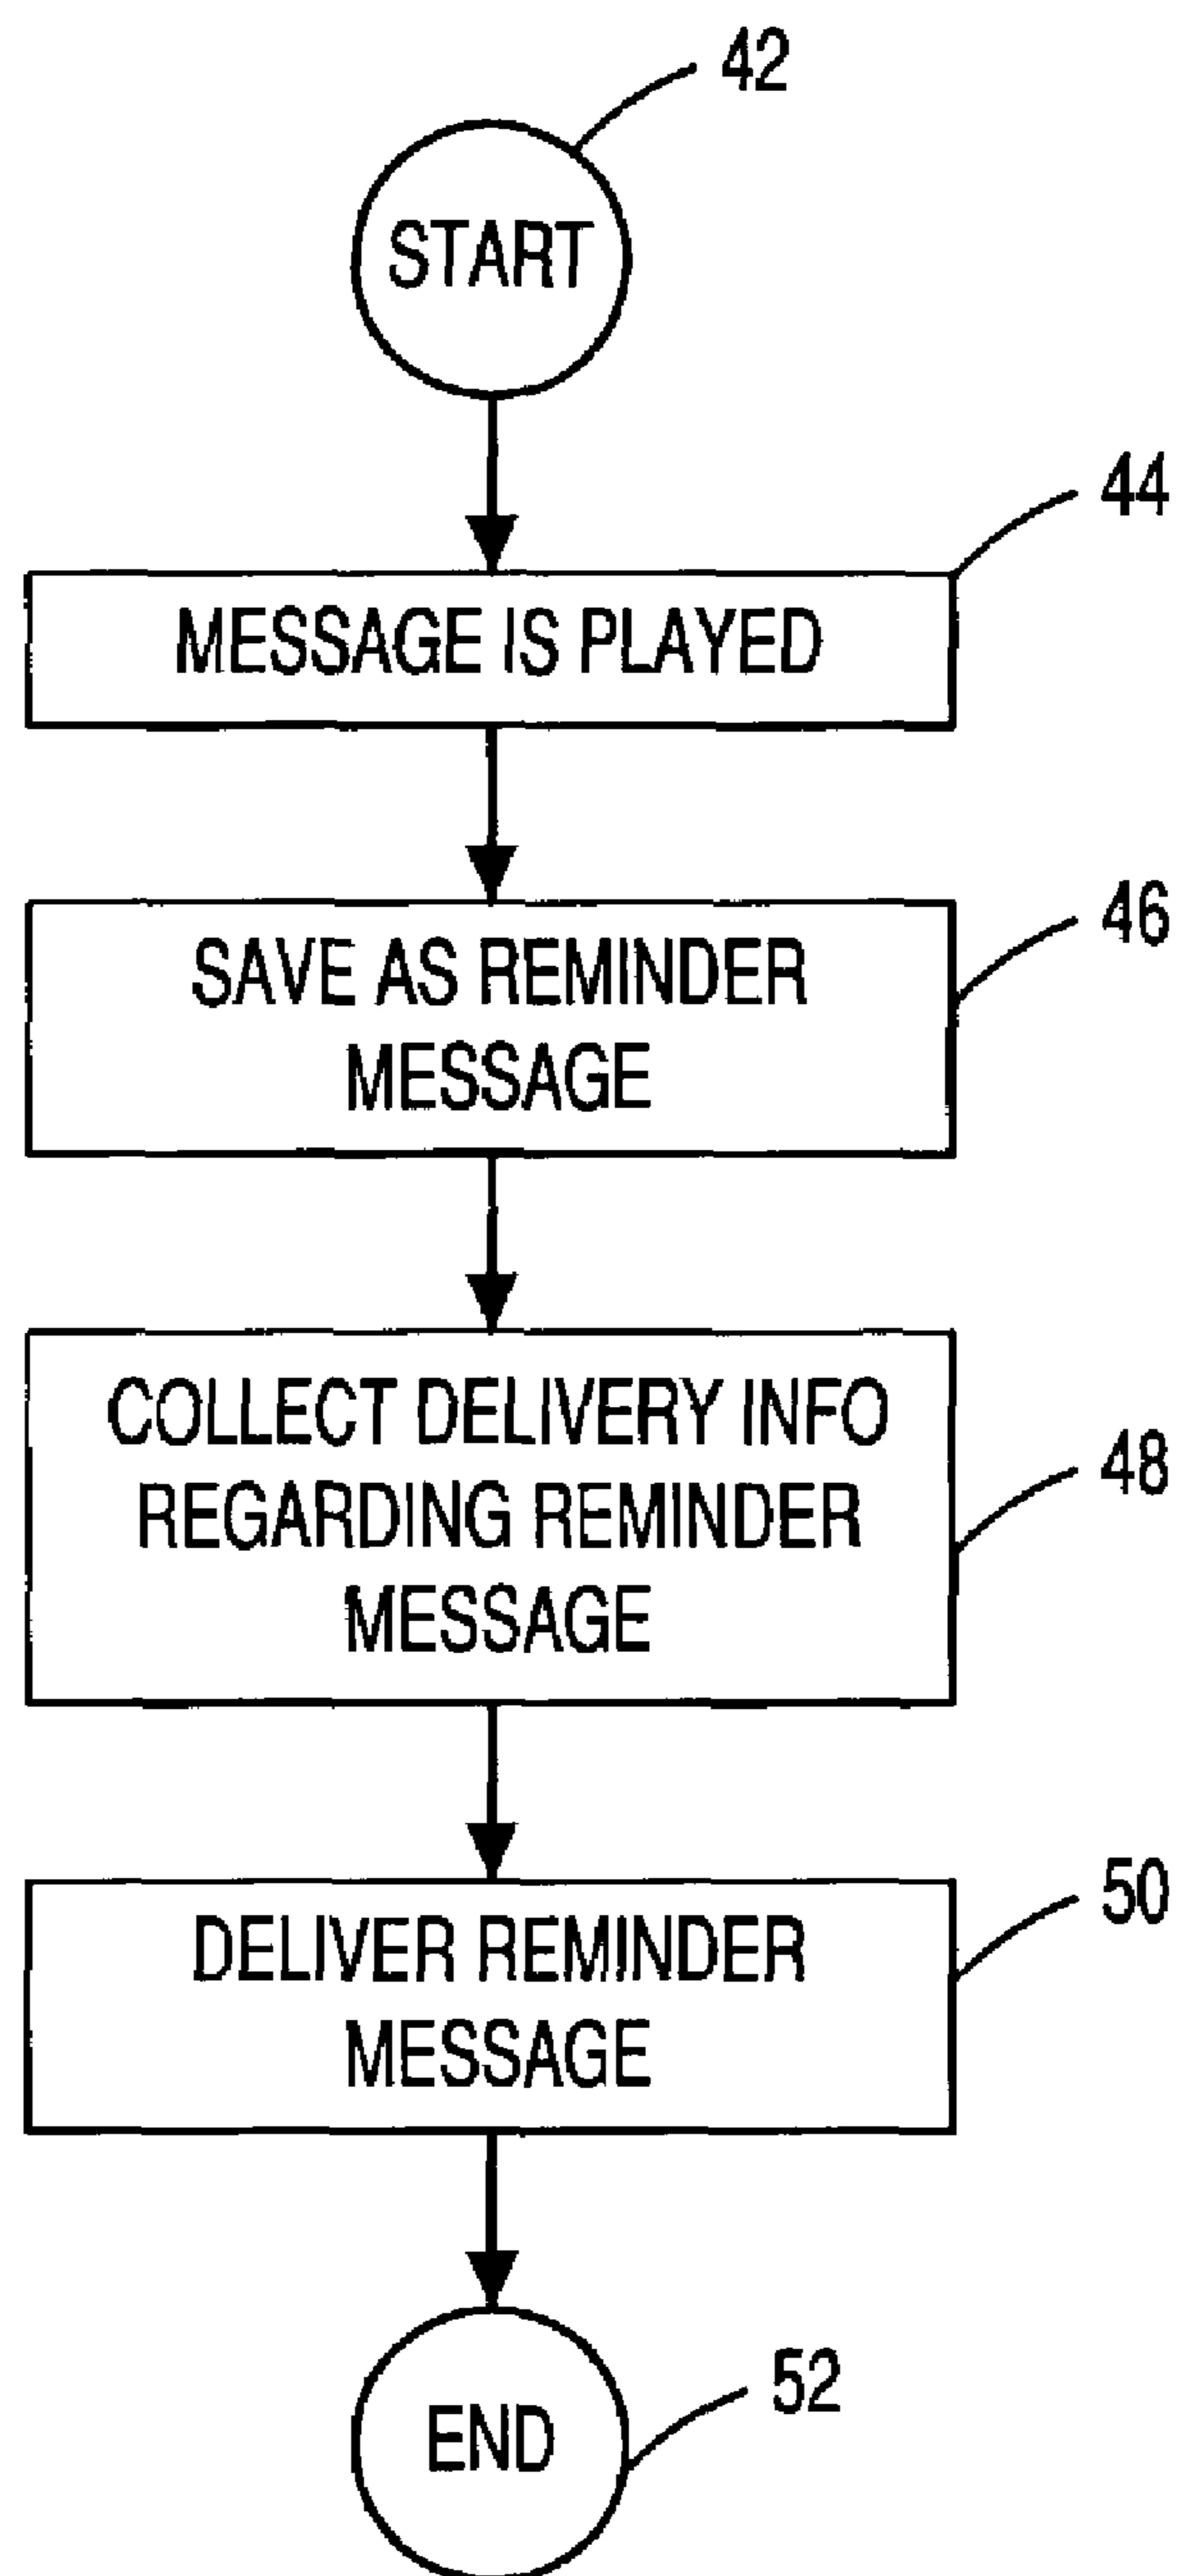 42
START
44
MESSAGE IS PLAYED
46
SAVE AS REMINDER
MESSAGE
48
COLLECT DELIVERY INFO
REGARDING REMINDER
MESSAGE
50
DELIVER REMINDER
MESSAGE
52
END